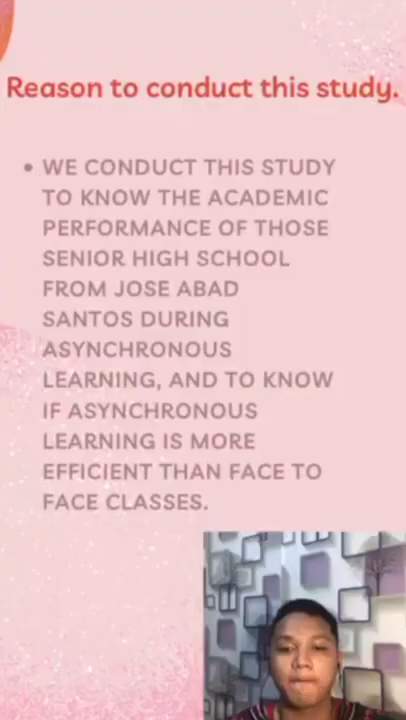 Reason to conduct this study.
• WE CONDUCT THIS STUDY
TO KNOW THE ACADEMIC
PERFORMANCE OF THOSE
SENIOR HIGH SCHOOL
FROM JOSE ABAD
SANTOS DURING
ASYNCHRONOUS
LEARNING, AND TO KNOW
IF ASYNCHRONOUS
LEARNING IS MORE
EFFICIENT THAN FACE TO
FACE CLASSES.